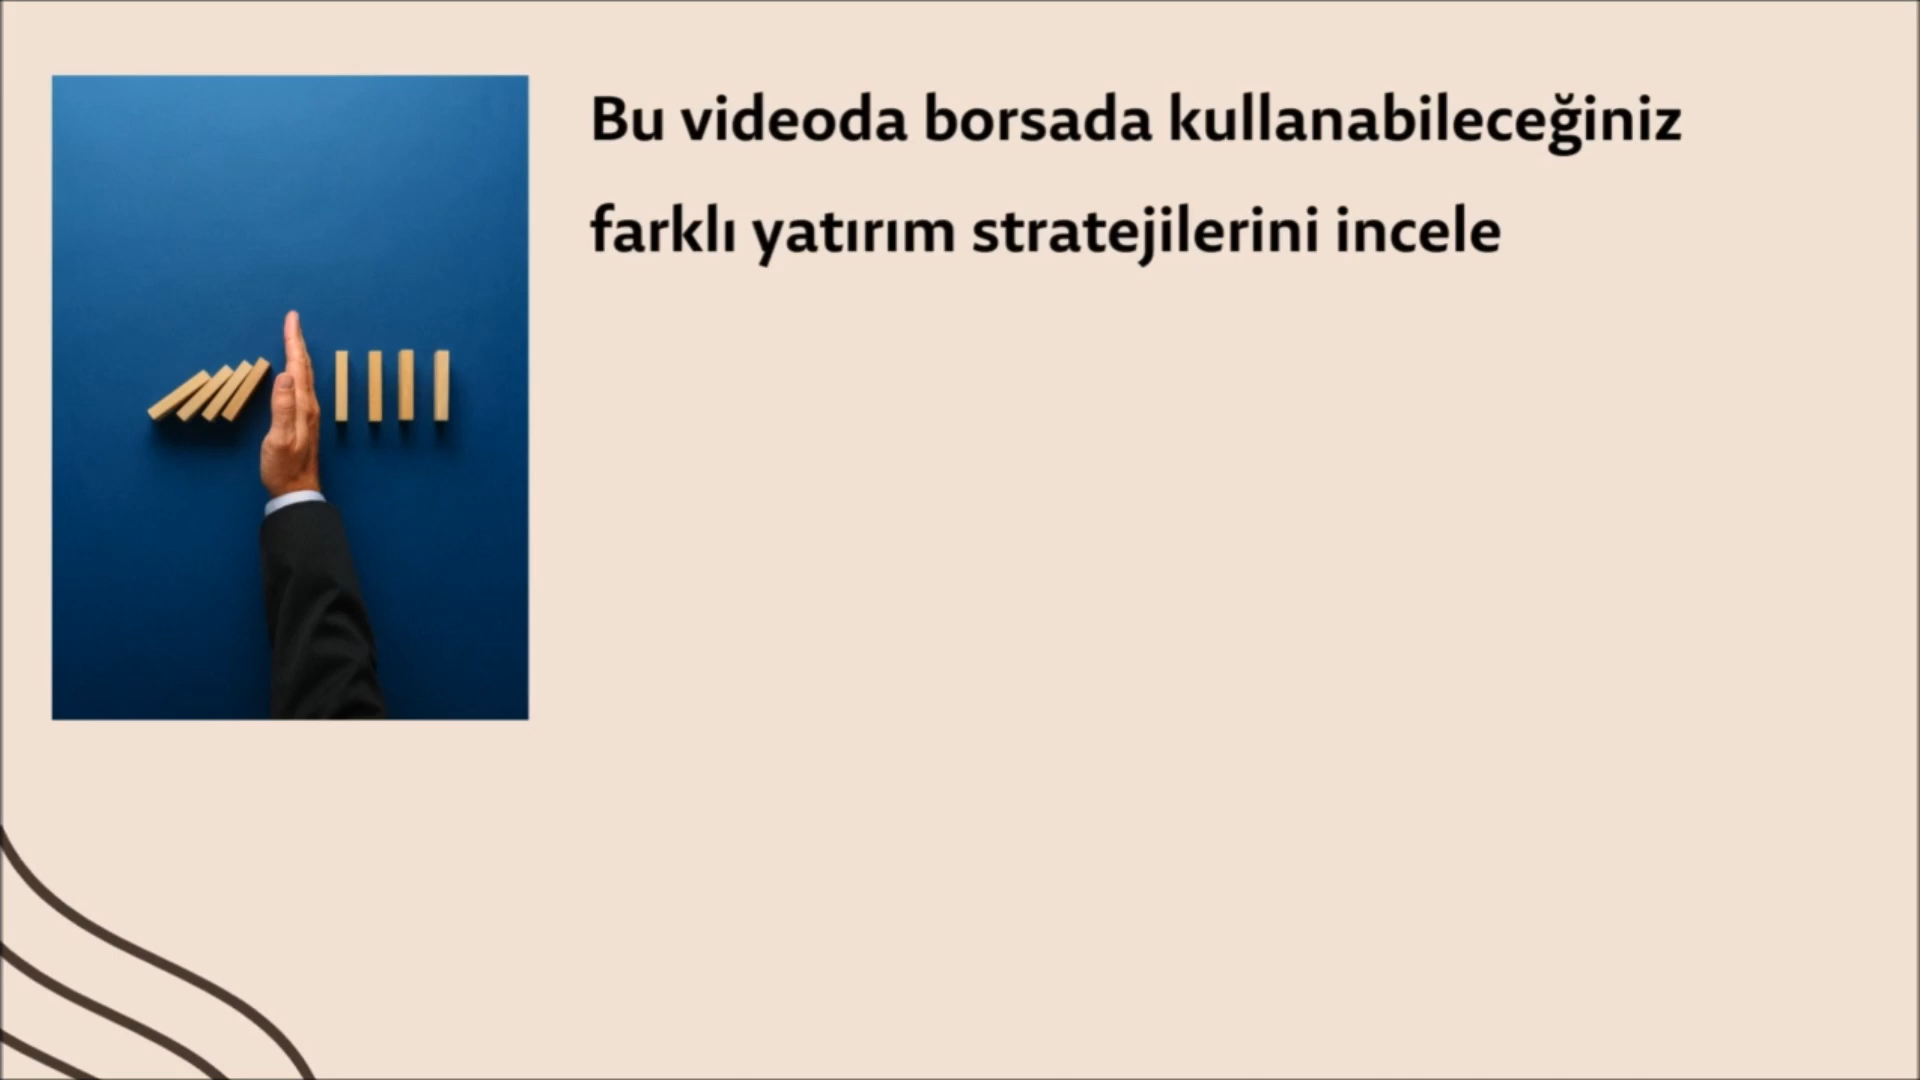 Bu videoda borsada kullanabileceğiniz
farklı yatırım stratejilerini incele